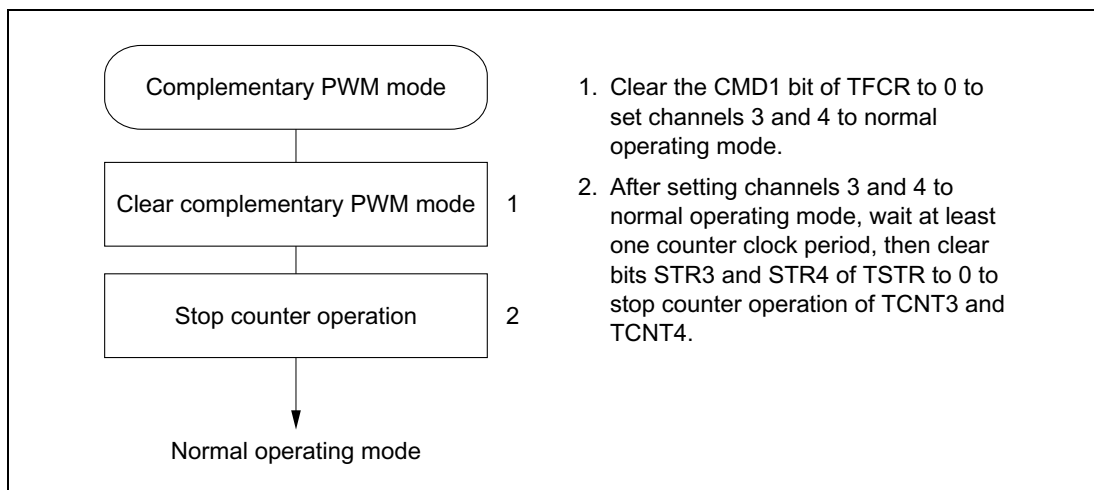 Complementary PWM mode
Clear complementary PWM mode 1
Stop counter operation 2
Normal operating mode
1. Clear the CMD1 bit of TFCR to 0 to
set channels 3 and 4 to normal
operating mode.
2. After setting channels 3 and 4 to
normal operating mode, wait at least
one counter clock period, then clear
bits STR3 and STR4 of TSTR to 0 to
stop counter operation of TCNT3 and
TCNT4.